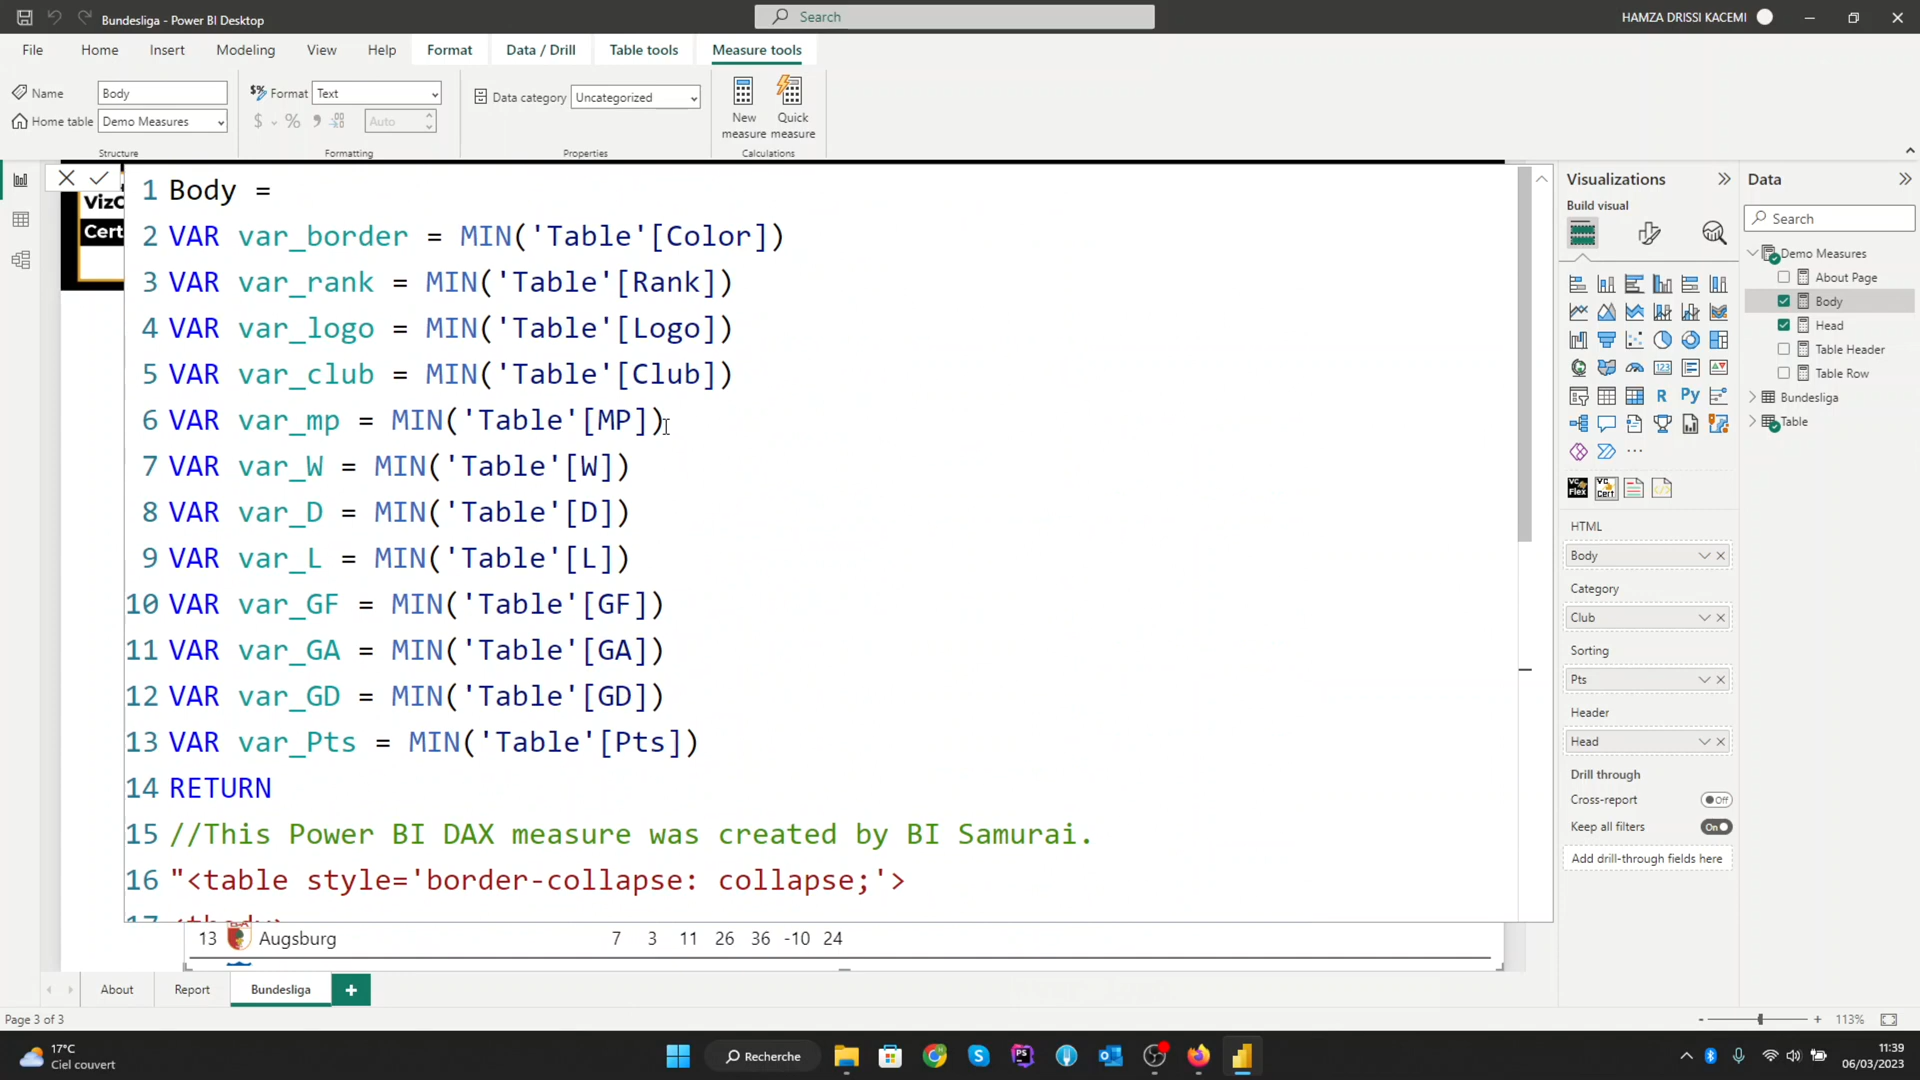 Bundesliga - Power BI Desktop
Search
HAMZA DRISSI KACEMI
File
Home
Insert
Modeling
View
Help
Format
Data / Drill
Table tools
Measure tools
Name
Body
Home table
Demo Measures
Structure
Format
Text
$
%
Auto
Formatting
Data category
Uncategorized
Properties
New measure
Quick measure
Calculations
Cert
1 Body =
2 VAR var_border = MIN('Table'[Color])
3 VAR var_rank = MIN('Table'[Rank])
4 VAR var_logo = MIN('Table'[Logo])
5 VAR var_club = MIN('Table'[Club])
6 VAR var_mp = MIN('Table'[MP])
7 VAR var_W = MIN('Table'[W])
8 VAR var_D = MIN('Table'[D])
9 VAR var_L = MIN('Table'[L])
10 VAR var_GF = MIN('Table'[GF])
11 VAR var_GA = MIN('Table'[GA])
12 VAR var_GD = MIN('Table'[GD])
13 VAR var_Pts = MIN('Table'[Pts])
14 RETURN
15 //This Power BI DAX measure was created by BI Samurai.
16 "<table style='border-collapse: collapse;'>
17 <tbody>
13 Augsburg 7 3 11 26 36 -10 24
Visualizations
Build visual
R
Py
...
VC Flex
VC Cert
HTML
Body
Category
Club
Sorting
Pts
Header
Head
Drill through
Cross-report
Off
Keep all filters
On
Add drill-through fields here
Data
Search
Demo Measures
About Page
Body
Head
Table Header
Table Row
Bundesliga
Table
About
Report
Bundesliga
+
Page 3 of 3
- + 113%
17°C
Ciel couvert
Recherche
11:39
06/03/2023